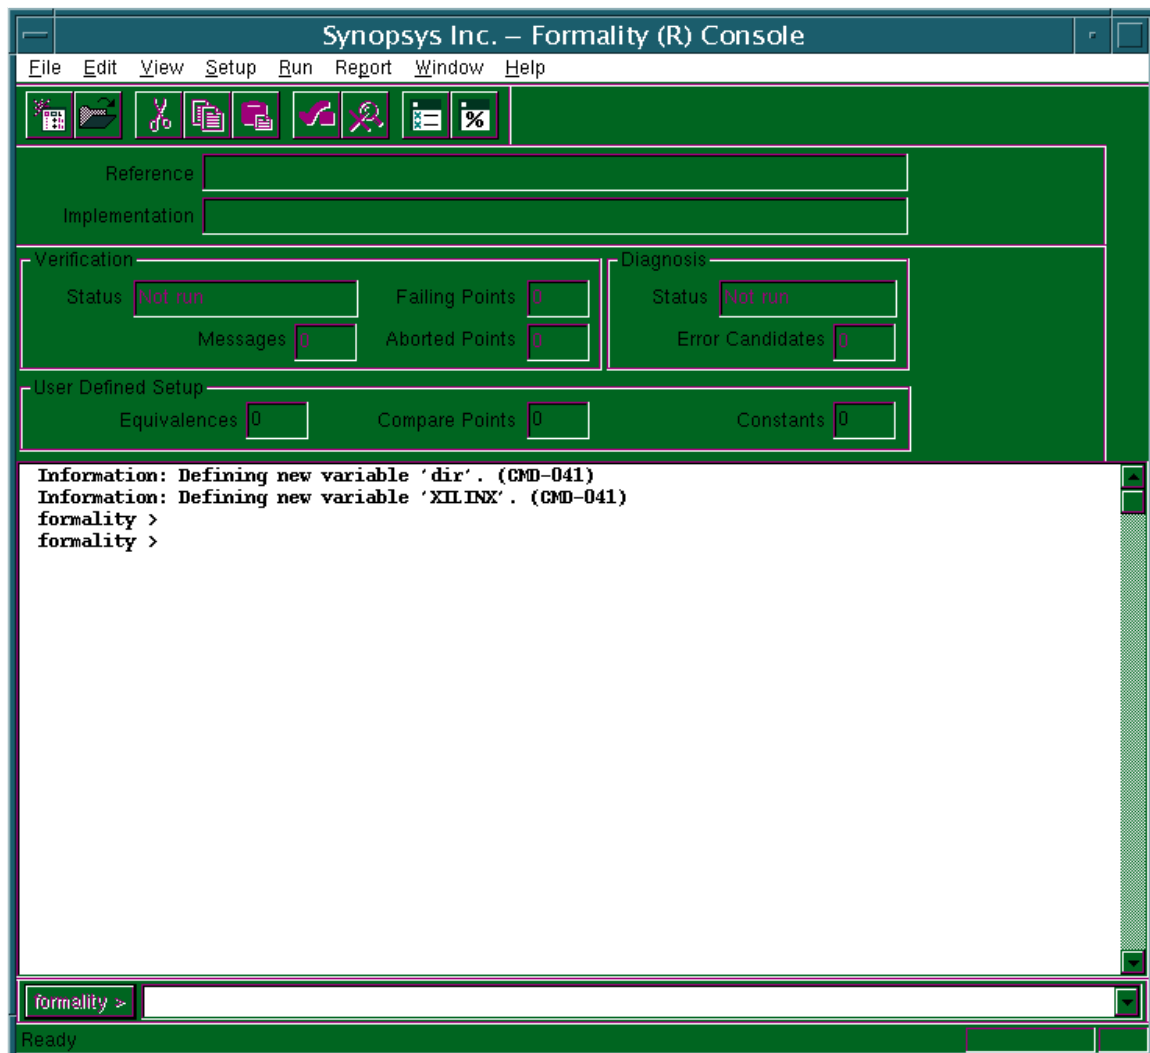 Synopsys Inc. – Formality (R) Console
File Edit View Setup Run Report Window Help
%
Reference
Implementation
Verification
Diagnosis
Status Not run Failing Points 0 Status Not run
Messages 0 Aborted Points 0 Error Candidates 0
User Defined Setup
Equivalences 0 Compare Points 0 Constants 0
Information: Defining new variable 'dir'. (CMD-041)
Information: Defining new variable 'XILINX'. (CMD-041)
formality >
formality >
formality >
Ready